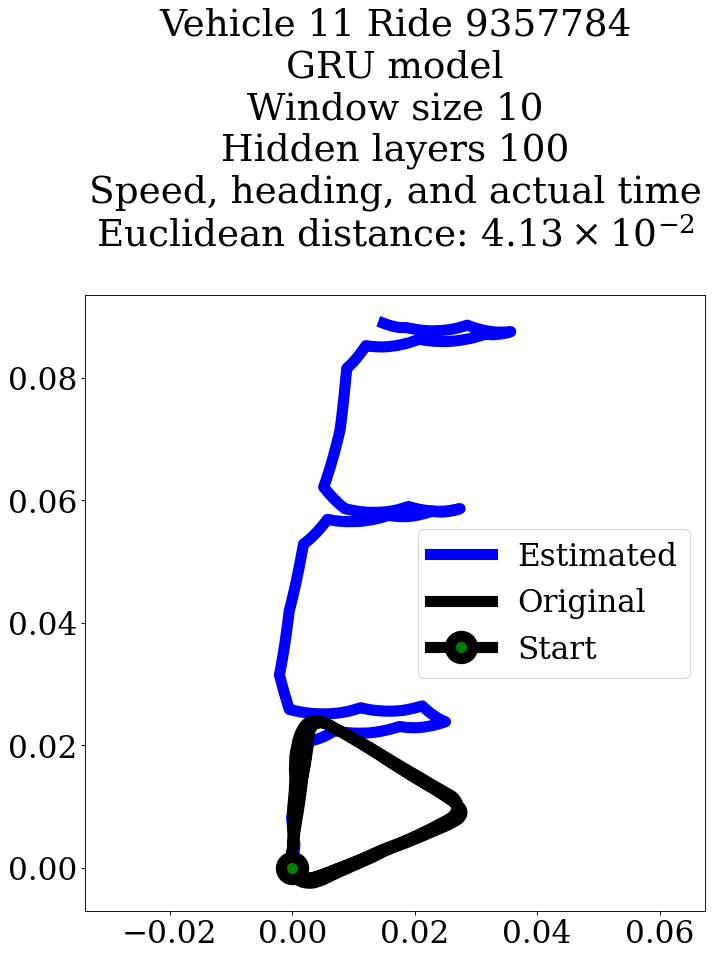 Vehicle 11 Ride 9357784
GRU model
Window size 10
Hidden layers 100
Speed, heading, and actual time
Euclidean distance: 4.13 × 10⁻²
0.08
0.06
0.04
0.02
0.00
Estimated
Original
Start
−0.02 0.00 0.02 0.04 0.06